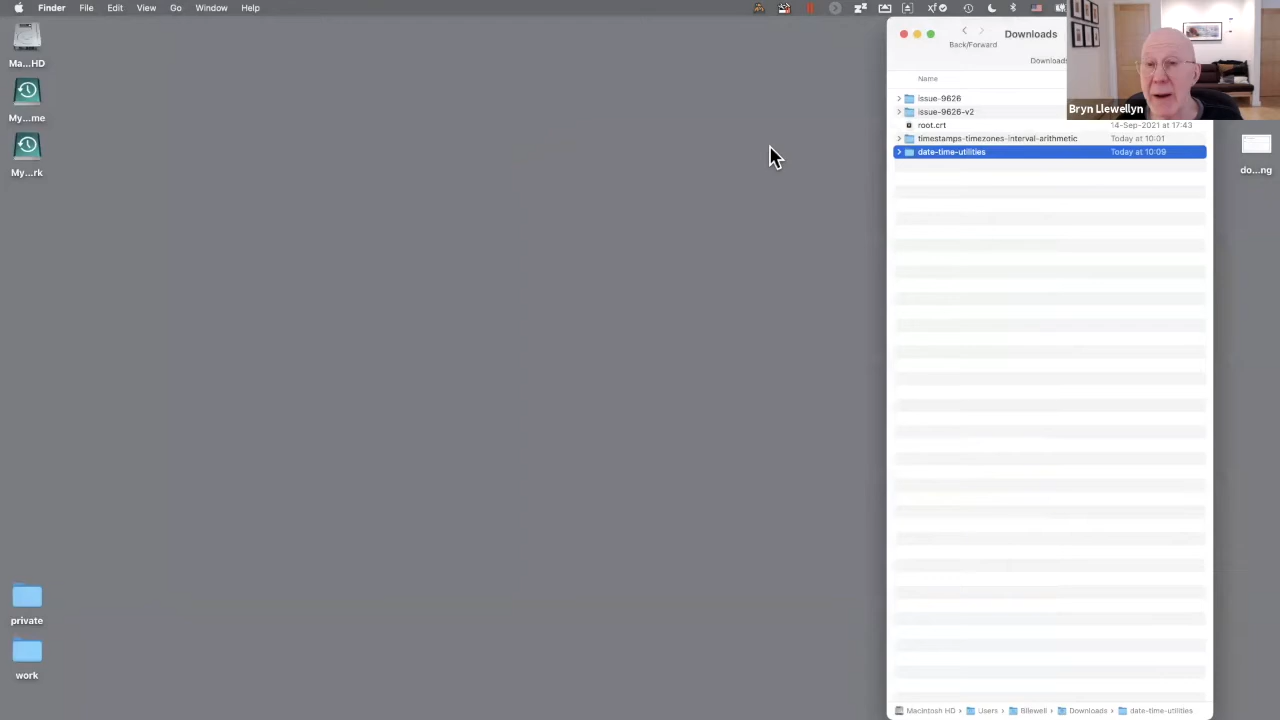 Finder File Edit View Go Window Help
Ma...HD
My...me
My...rk
private
work
Downloads
Back/Forward
Downloads
Name
issue-9626
issue-9626-v2
root.crt 14-Sep-2021 at 17:43
timestamps-timezones-interval-arithmetic Today at 10:01
date-time-utilities Today at 10:09
Macintosh HD › Users › Bllewell › Downloads › date-time-utilities
Bryn Llewellyn
do...ng